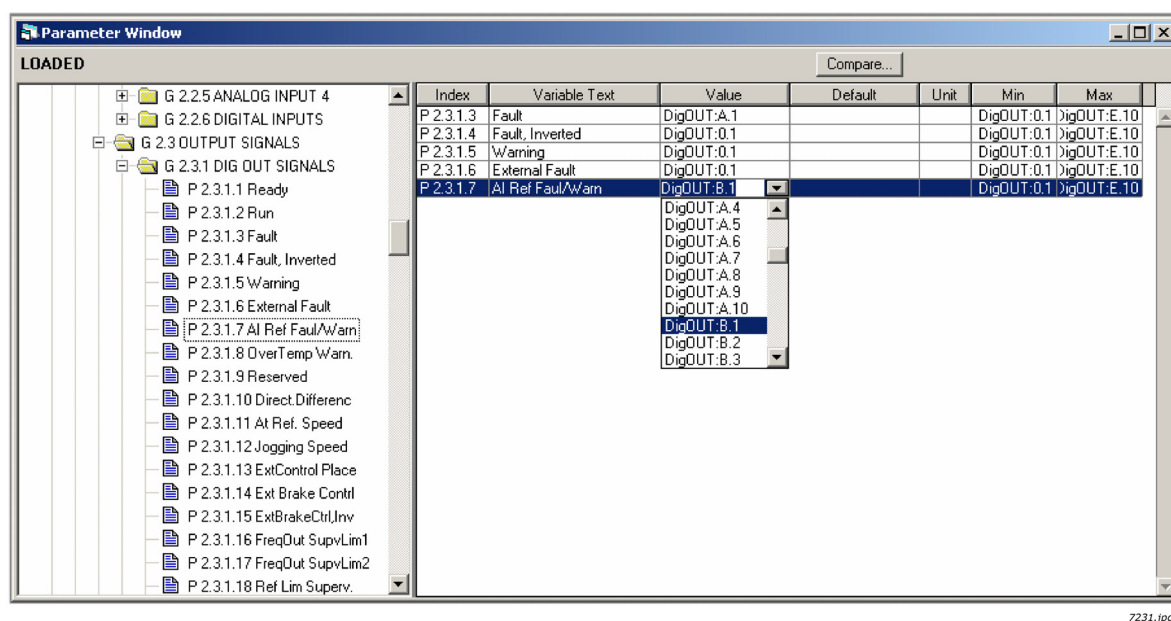 Parameter Window
LOADED
Compare...
G 2.2.5 ANALOG INPUT 4
G 2.2.6 DIGITAL INPUTS
G 2.3 OUTPUT SIGNALS
G 2.3.1 DIG OUT SIGNALS
P 2.3.1.1 Ready
P 2.3.1.2 Run
P 2.3.1.3 Fault
P 2.3.1.4 Fault, Inverted
P 2.3.1.5 Warning
P 2.3.1.6 External Fault
P 2.3.1.7 AI Ref Faul/Warn
P 2.3.1.8 OverTemp Warn.
P 2.3.1.9 Reserved
P 2.3.1.10 Direct.Differenc
P 2.3.1.11 At Ref. Speed
P 2.3.1.12 Jogging Speed
P 2.3.1.13 ExtControl Place
P 2.3.1.14 Ext Brake Contrl
P 2.3.1.15 ExtBrakeCtrl,Inv
P 2.3.1.16 FreqOut SupvLim1
P 2.3.1.17 FreqOut SupvLim2
P 2.3.1.18 Ref Lim Superv.
Index Variable Text Value Default Unit Min Max
P 2.3.1.3 Fault DigOUT:A.1 DigOUT:0.1 DigOUT:E.10
P 2.3.1.4 Fault, Inverted DigOUT:0.1 DigOUT:0.1 DigOUT:E.10
P 2.3.1.5 Warning DigOUT:0.1 DigOUT:0.1 DigOUT:E.10
P 2.3.1.6 External Fault DigOUT:0.1 DigOUT:0.1 DigOUT:E.10
P 2.3.1.7 AI Ref Faul/Warn DigOUT:B.1 DigOUT:0.1 DigOUT:E.10
DigOUT:A.4
DigOUT:A.5
DigOUT:A.6
DigOUT:A.7
DigOUT:A.8
DigOUT:A.9
DigOUT:A.10
DigOUT:B.1
DigOUT:B.2
DigOUT:B.3
7231.jpg